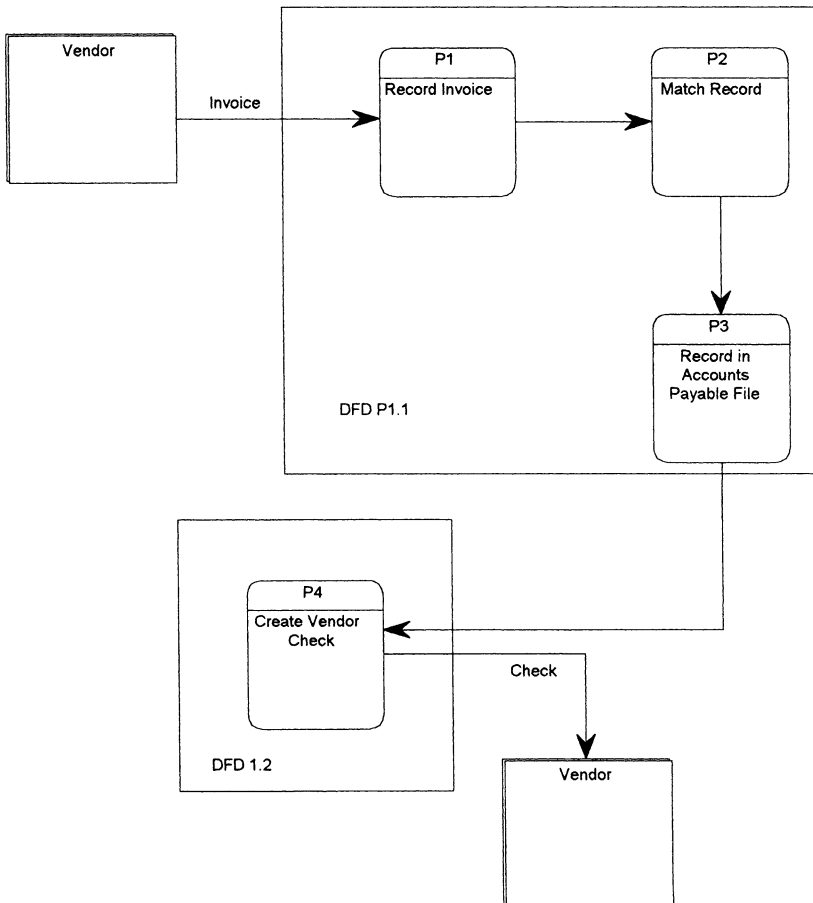 Vendor
Invoice
P1
Record Invoice
P2
Match Record
P3
Record in
Accounts
Payable File
DFD P1.1
P4
Create Vendor
Check
Check
DFD 1.2
Vendor